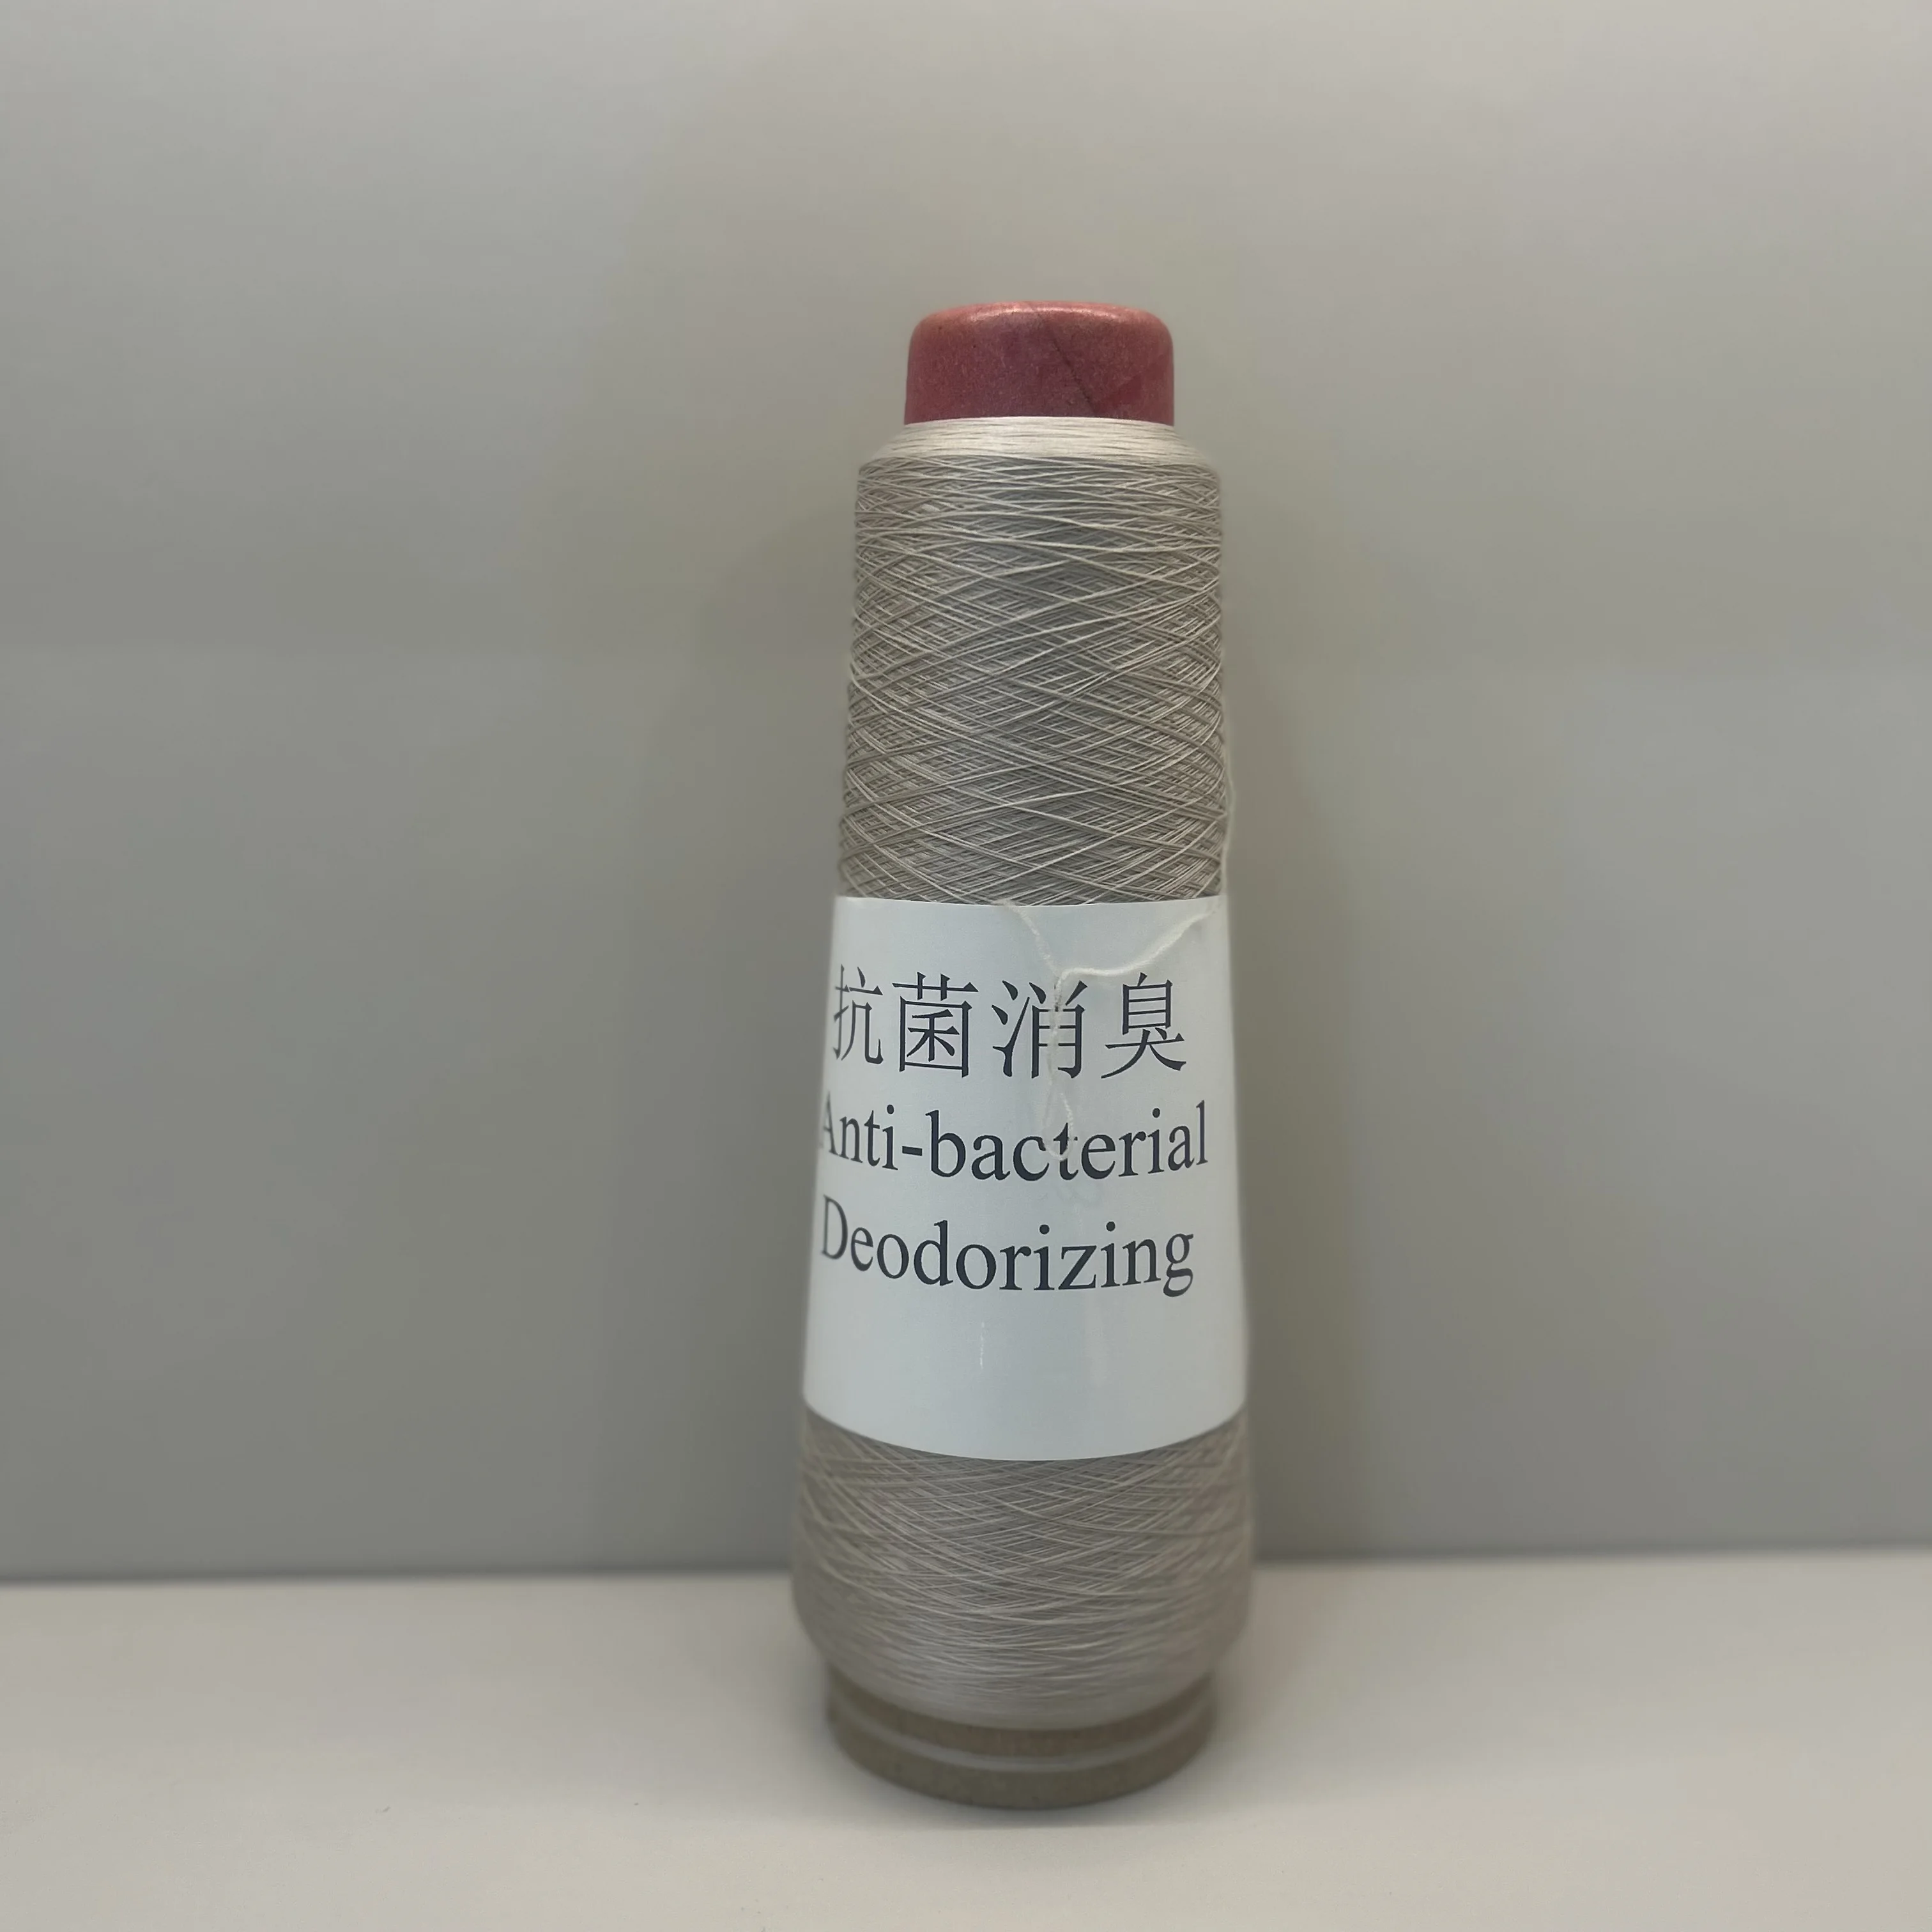 抗菌消臭
Anti-bacterial
Deodorizing